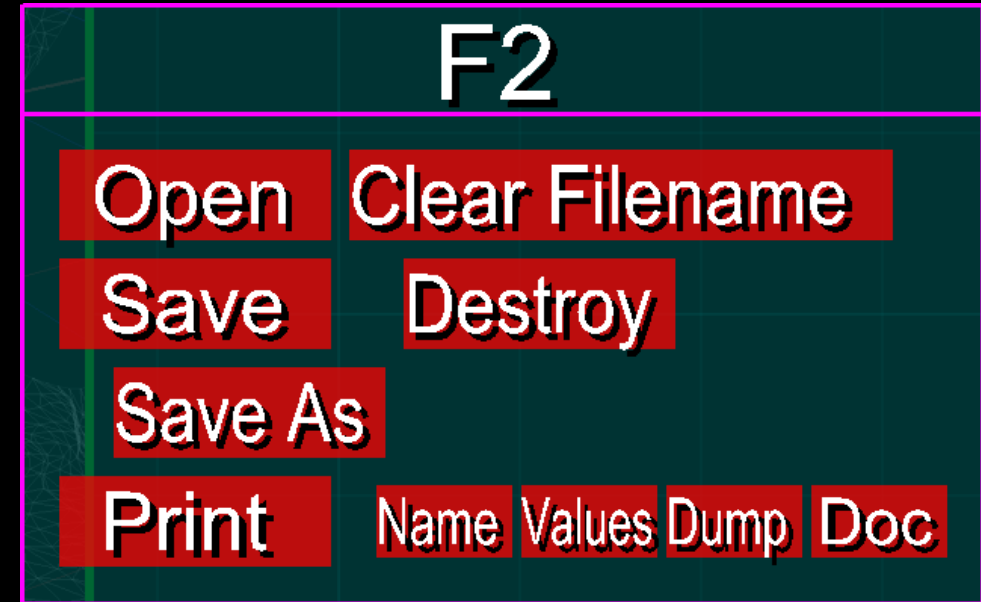 F2
Open Clear Filename
Save Destroy
Save As
Print Name Values Dump Doc